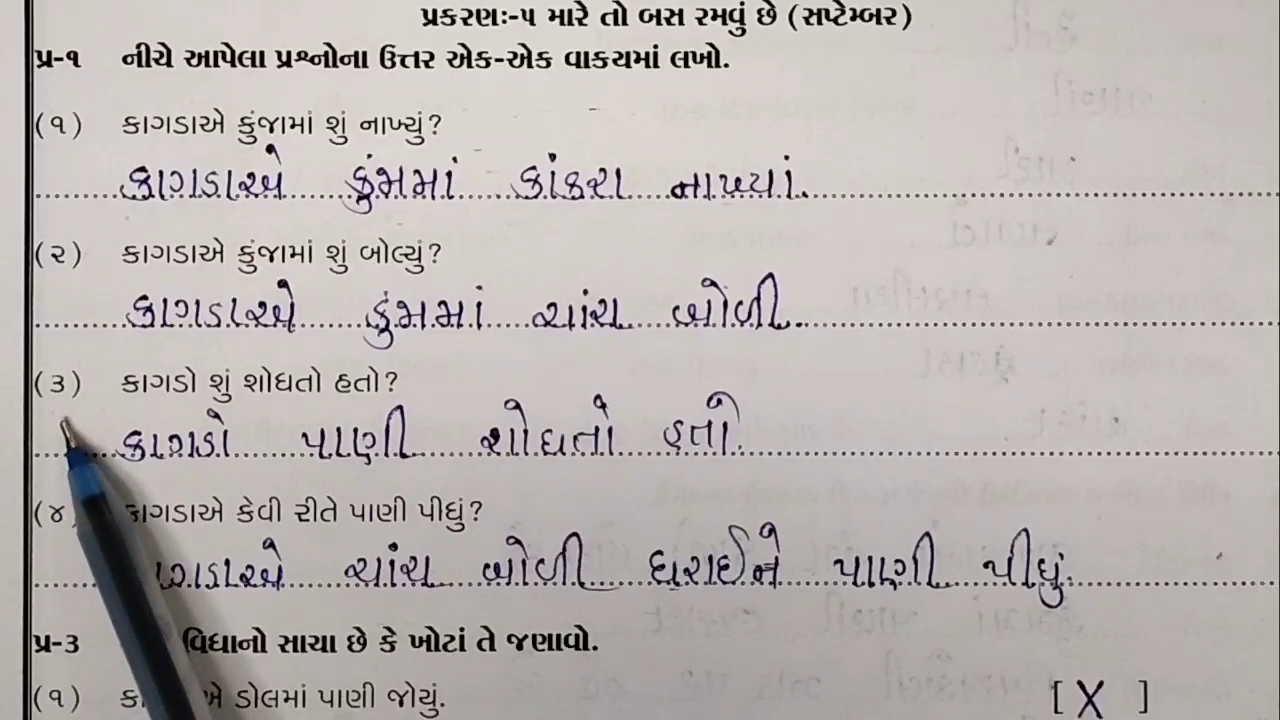 પ્રકરણઃ-૫ મારે તો બસ રમવું છે (સપ્ટેમ્બર)
પ્ર-૧ નીચે આપેલા પ્રશ્નોના ઉત્તર એક-એક વાક્યમાં લખો.
(૧) કાગડાએ કુંજામાં શું નાખ્યું?
કાગડાએ કુંભમાં કાંકરા નાખ્યાં.
(૨) કાગડાએ કુંજામાં શું બોલ્યું?
કાગડાએ કુંભમાં ચાંચ બોળી.
(૩) કાગડો શું શોધતો હતો?
કાગડો પાણી શોધતો હતો.
(૪) કાગડાએ કેવી રીતે પાણી પીધું?
ચાંચ બોળી ધરાઈને પાણી પીધું.
પ્ર-૩ વિધાનો સાચા છે કે ખોટાં તે જણાવો.
(૧) ડોલમાં પાણી જોયું. [X]